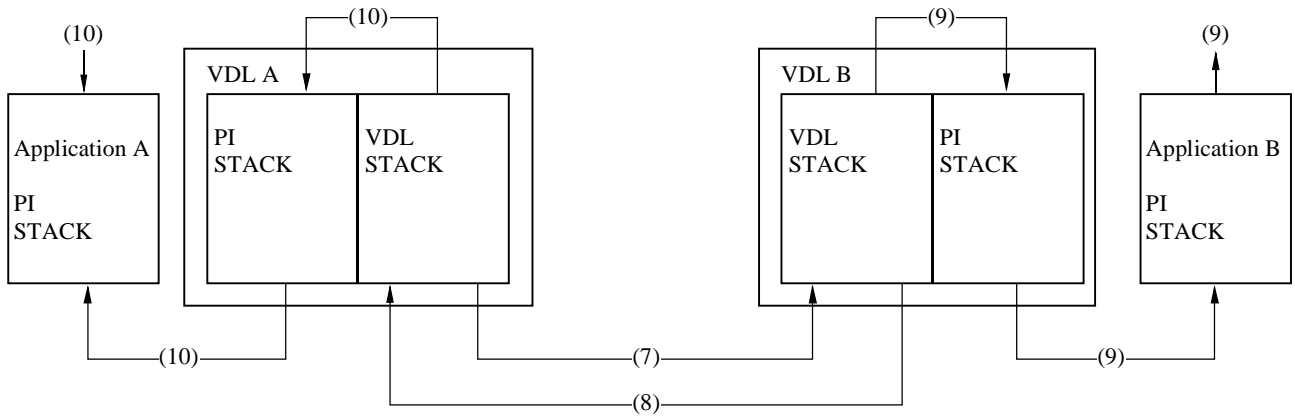 (10)
(9)
(10)
(9)
VDL A
VDL B
Application A
PI
STACK
PI
STACK
VDL
STACK
VDL
STACK
PI
STACK
Application B
PI
STACK
(10)
(7)
(9)
(8)